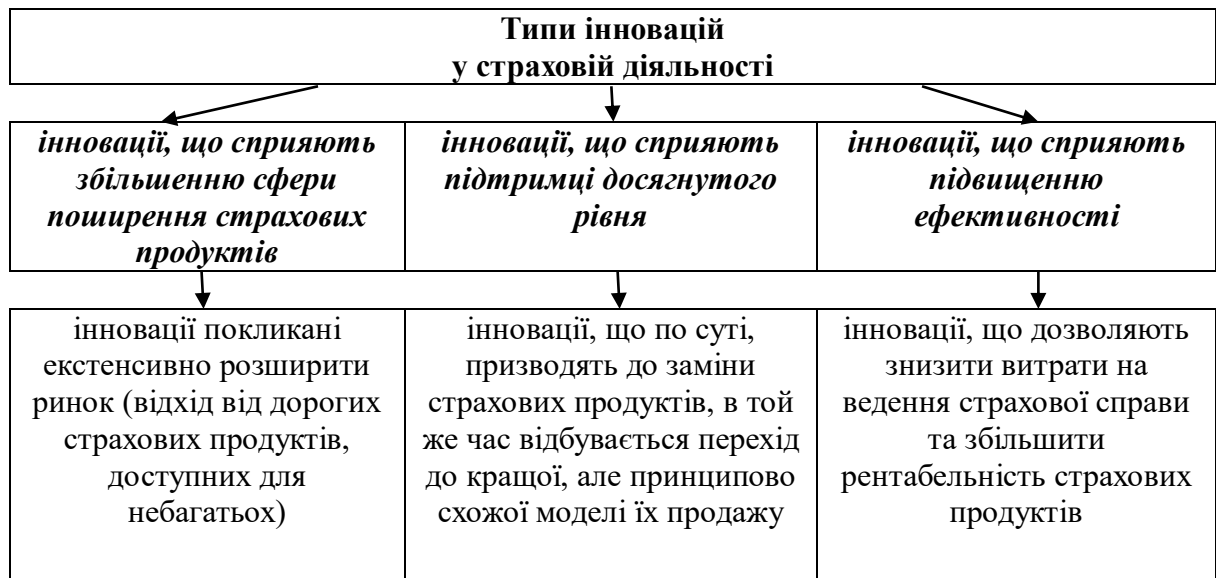 Типи інновацій
у страховій діяльності
інновації, що сприяють
збільшенню сфери
поширення страхових
продуктів
інновації, що сприяють
підтримці досягнутого
рівня
інновації, що сприяють
підвищенню
ефективності
інновації покликані
екстенсивно розширити
ринок (відхід від дорогих
страхових продуктів,
доступних для
небагатьох)
інновації, що по суті,
призводять до заміни
страхових продуктів, в той
же час відбувається перехід
до кращої, але принципово
схожої моделі їх продажу
інновації, що дозволяють
знизити витрати на
ведення страхової справи
та збільшити
рентабельність страхових
продуктів